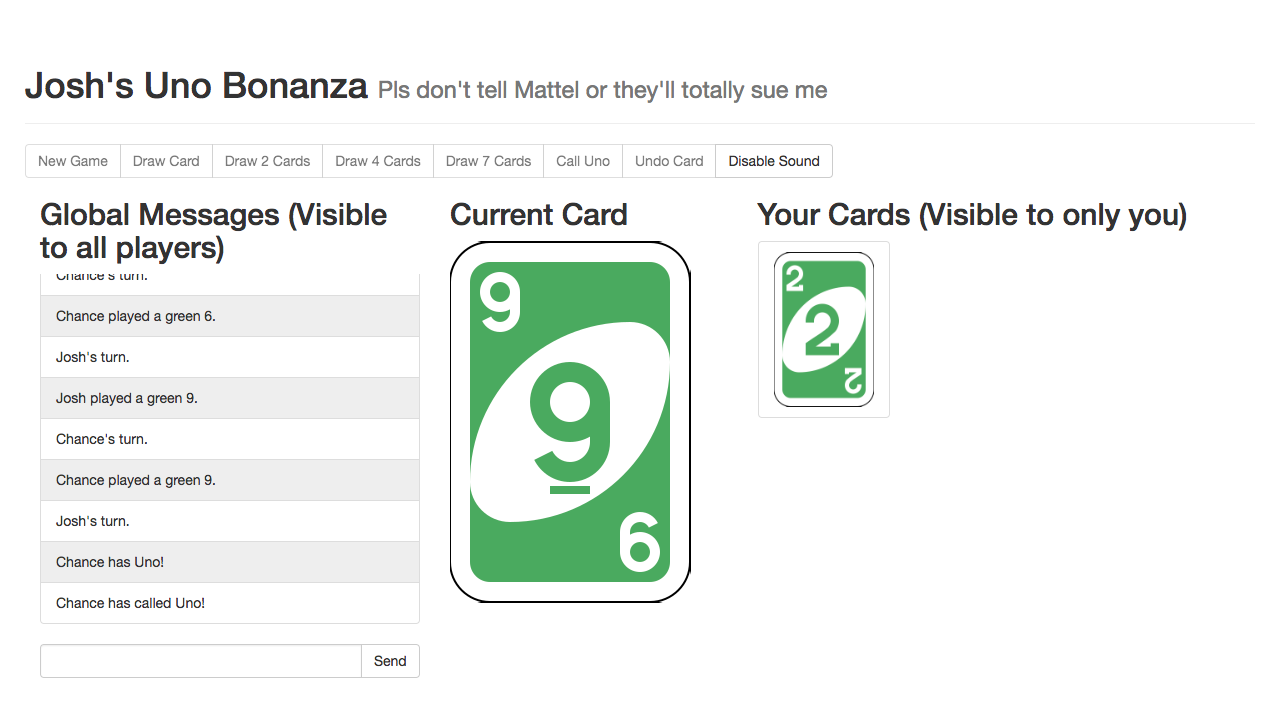 Josh's Uno Bonanza Pls don't tell Mattel or they'll totally sue me
New Game Draw Card Draw 2 Cards Draw 4 Cards Draw 7 Cards Call Uno Undo Card Disable Sound
Global Messages (Visible
to all players)
Chance's turn.
Chance played a green 6.
Josh's turn.
Josh played a green 9.
Chance's turn.
Chance played a green 9.
Josh's turn.
Chance has Uno!
Chance has called Uno!
Send
Current Card
9
9
9
Your Cards (Visible to only you)
2
2
2